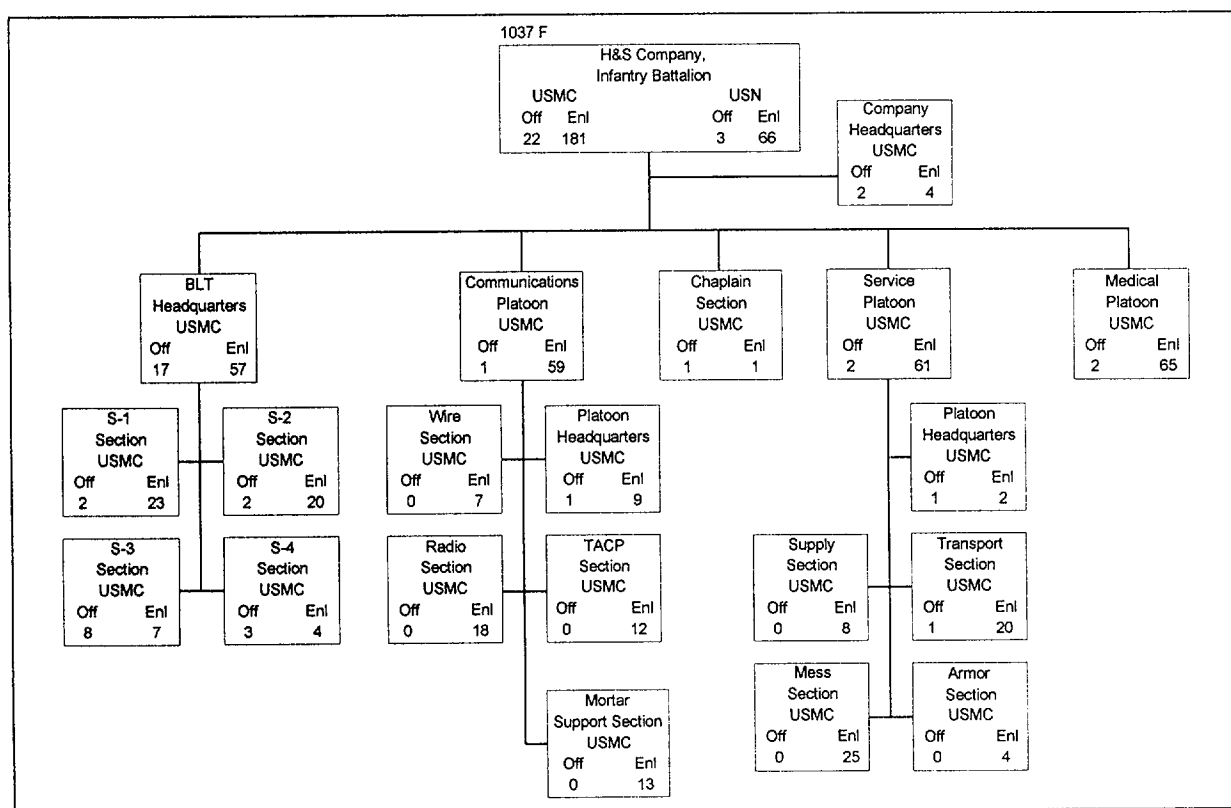 1037 F
H&S Company,
Infantry Battalion
USMC USN
Off Enl Off Enl
22 181 3 66
Company
Headquarters
USMC
Off Enl
2 4
BLT
Headquarters
USMC
Off Enl
17 57
Communications
Platoon
USMC
Off Enl
1 59
Chaplain
Section
USMC
Off Enl
1 1
Service
Platoon
USMC
Off Enl
2 61
Medical
Platoon
USMC
Off Enl
2 65
S-1
Section
USMC
Off Enl
2 23
S-2
Section
USMC
Off Enl
2 20
S-3
Section
USMC
Off Enl
8 7
S-4
Section
USMC
Off Enl
3 4
Wire
Section
USMC
Off Enl
0 7
Platoon
Headquarters
USMC
Off Enl
1 9
Radio
Section
USMC
Off Enl
0 18
TACP
Section
USMC
Off Enl
0 12
Mortar
Support Section
USMC
Off Enl
0 13
Platoon
Headquarters
USMC
Off Enl
1 2
Supply
Section
USMC
Off Enl
0 8
Transport
Section
USMC
Off Enl
1 20
Mess
Section
USMC
Off Enl
0 25
Armor
Section
USMC
Off Enl
0 4